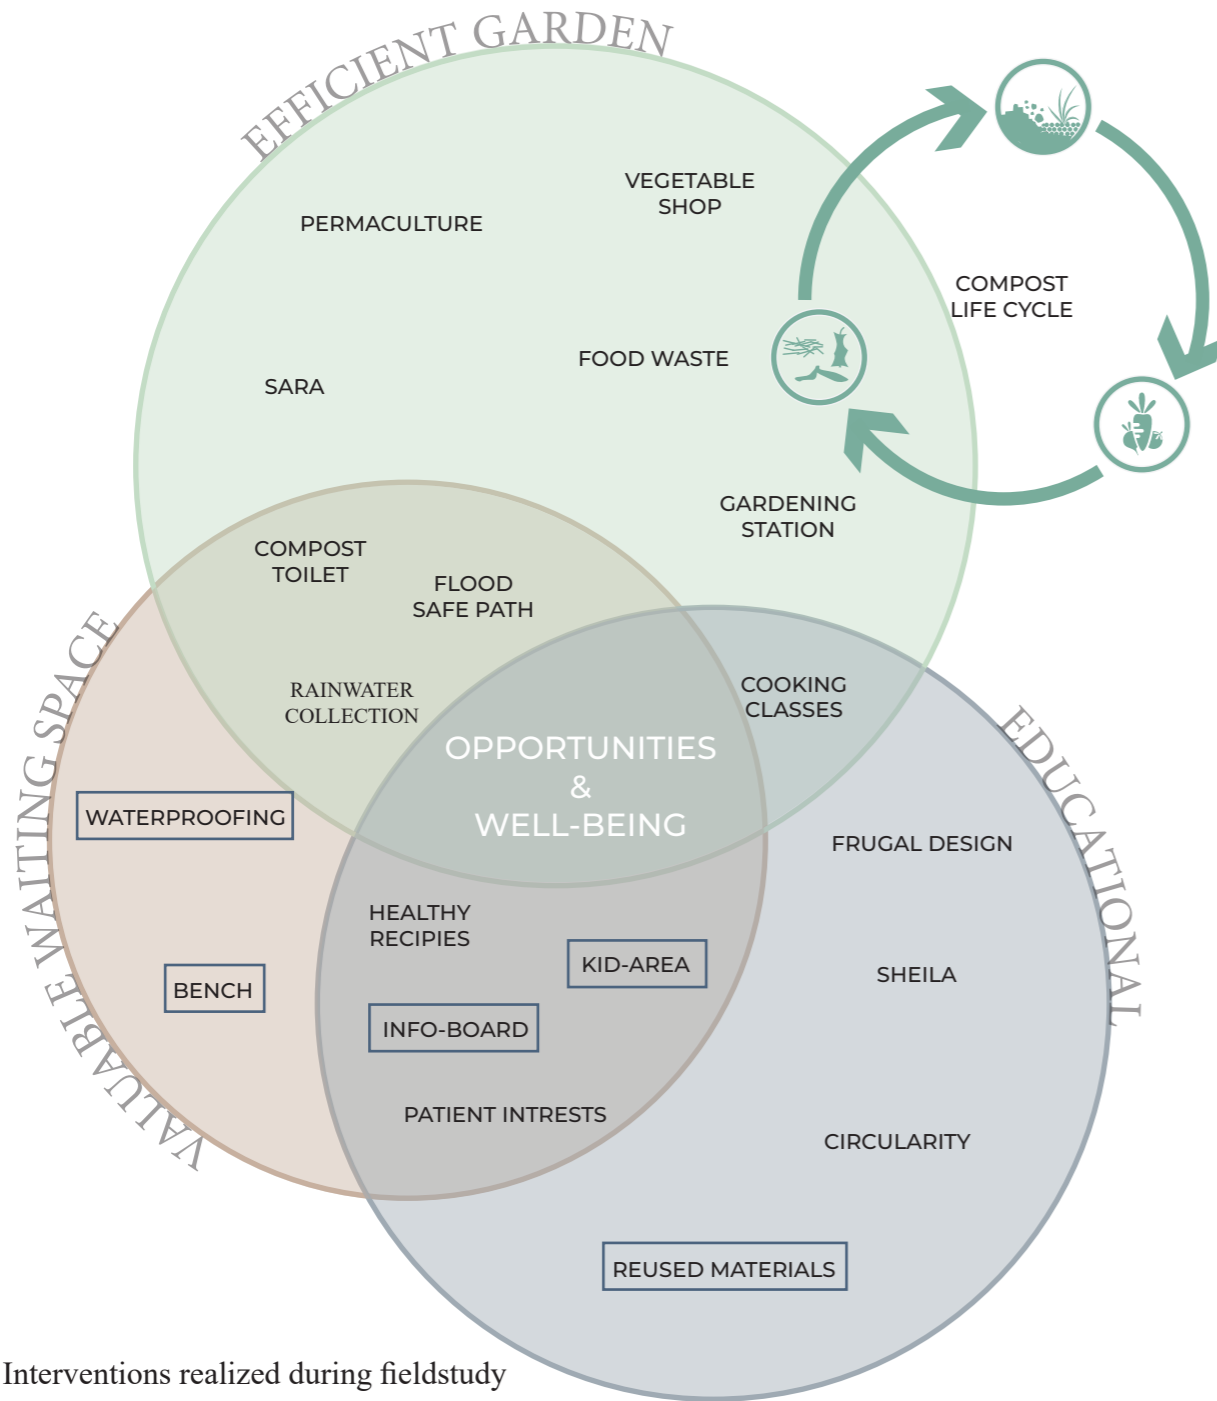 EFFICIENT GARDEN
VEGETABLE
SHOP
PERMACULTURE
COMPOST
LIFE CYCLE
FOOD WASTE
SARA
GARDENING
STATION
COMPOST
TOILET
FLOOD
SAFE PATH
RAINWATER
COLLECTION
COOKING
CLASSES
VALUABLE WAITING SPACE
EDUCATIONAL
OPPORTUNITIES
&
WELL-BEING
WATERPROOFING
FRUGAL DESIGN
HEALTHY
RECIPIES
KID-AREA
SHEILA
BENCH
INFO-BOARD
PATIENT INTRESTS
CIRCULARITY
REUSED MATERIALS
Interventions realized during fieldstudy